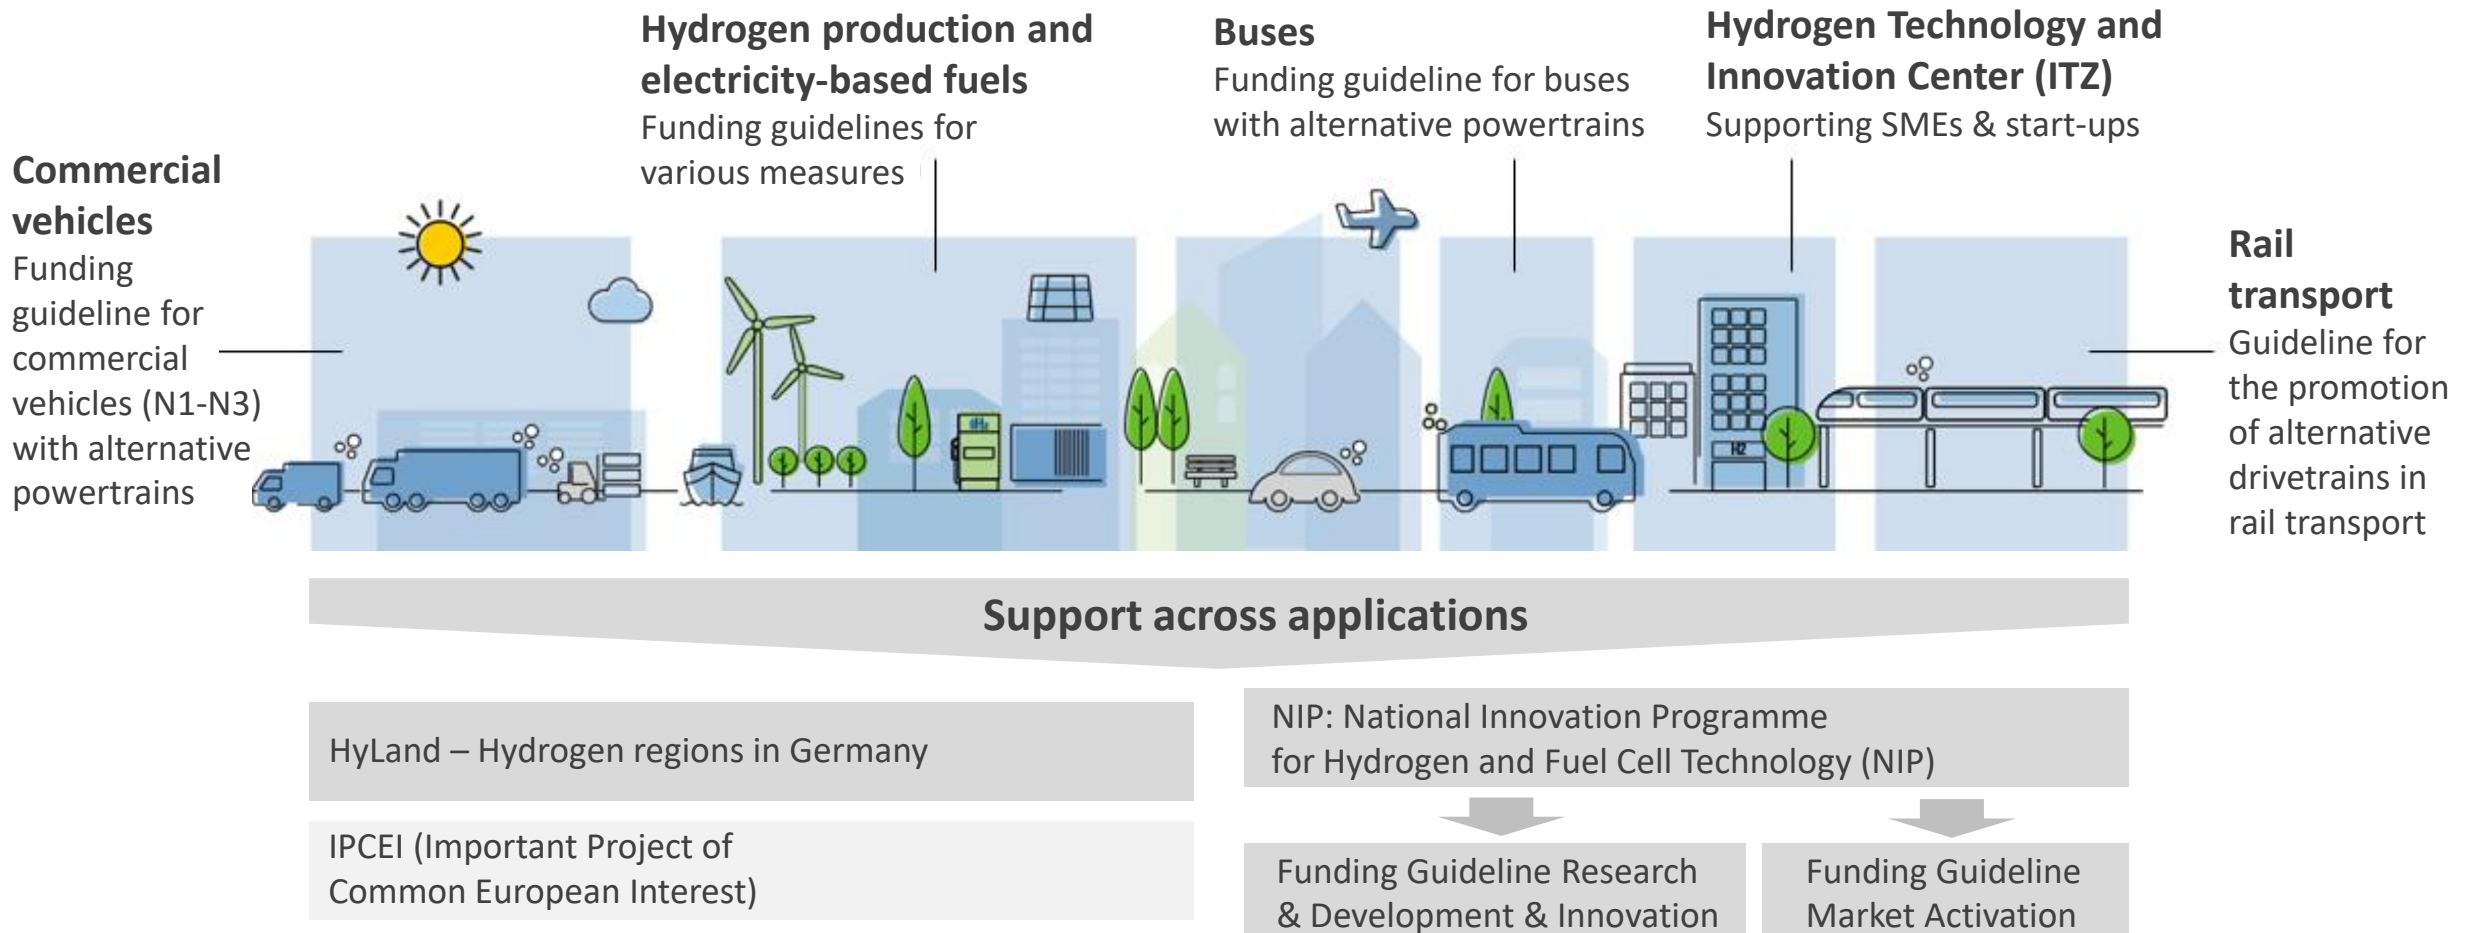 Hydrogen production and
electricity-based fuels
Funding guidelines for
various measures
Buses
Funding guideline for buses
with alternative powertrains
Hydrogen Technology and
Innovation Center (ITZ)
Supporting SMEs & start-ups
Commercial
vehicles
Funding
guideline for
commercial
vehicles (N1-N3)
with alternative
powertrains
Rail
transport
Guideline for
the promotion
of alternative
drivetrains in
rail transport
H2
Support across applications
HyLand – Hydrogen regions in Germany
IPCEI (Important Project of
Common European Interest)
NIP: National Innovation Programme
for Hydrogen and Fuel Cell Technology (NIP)
Funding Guideline Research
& Development & Innovation
Funding Guideline
Market Activation